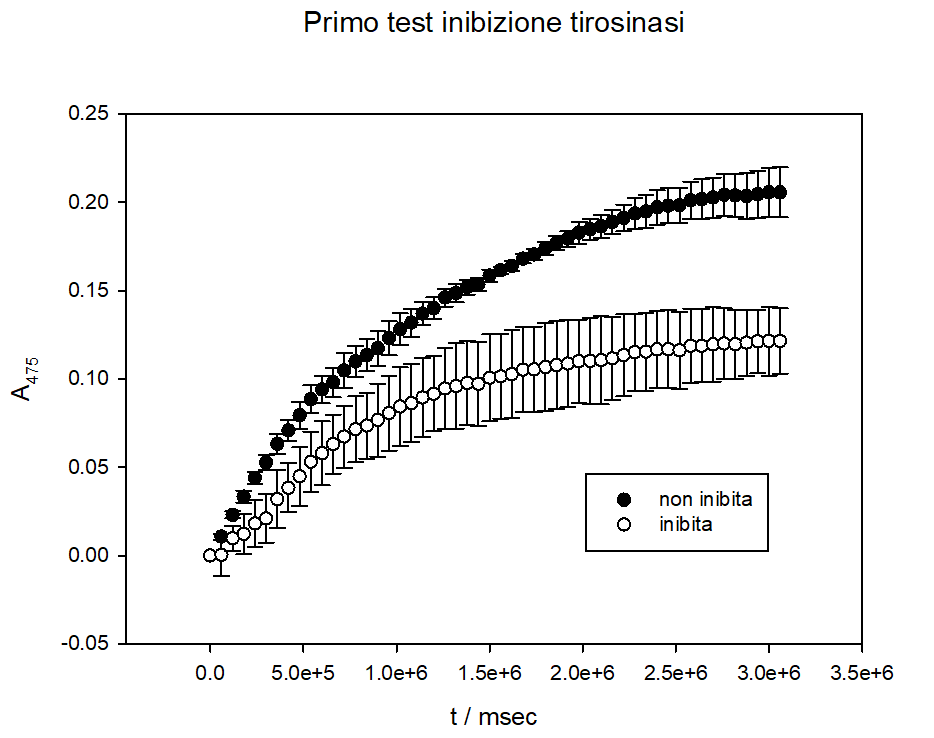 Primo test inibizione tirosinasi
0.25
0.20
0.15
0.10
0.05
0.00
-0.05
A475
non inibita
inibita
0.0 5.0e+5 1.0e+6 1.5e+6 2.0e+6 2.5e+6 3.0e+6 3.5e+6
t / msec